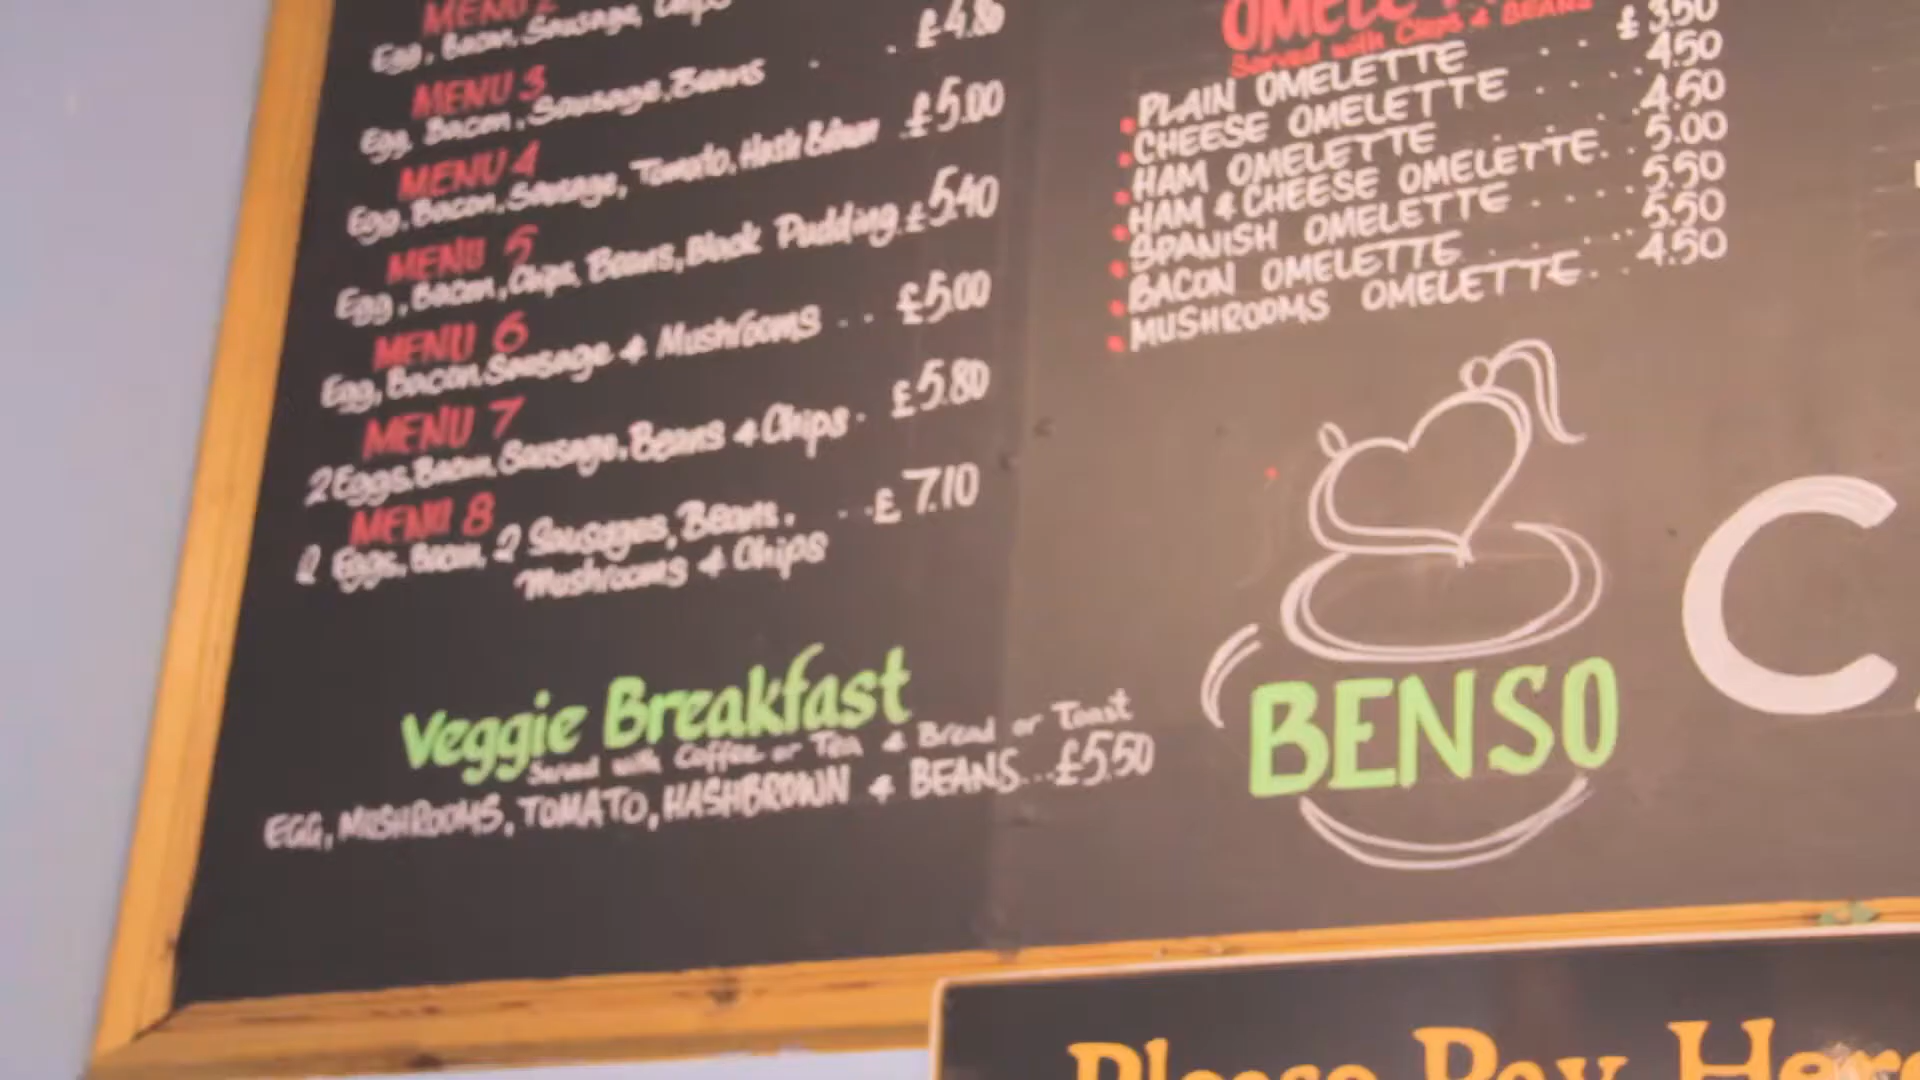 MENU 2
Egg, Bacon, Sausage, Chips
£4.80
MENU 3
Egg, Bacon, Sausage, Beans . .
£5.00
MENU 4
Egg, Bacon, Sausage, Tomato, Hash Brown
£5.40
MENU 5
Egg, Bacon, Chips, Beans, Black Pudding
£5.00
MENU 6
Egg, Bacon, Sausage & Mushrooms . .
£5.80
MENU 7
2 Eggs, Bacon, Sausage, Beans & Chips .
£7.10
MENU 8
2 Eggs, Bacon, 2 Sausages, Beans, . .
Mushrooms & Chips
Veggie Breakfast
Served with Coffee or Tea & Bread or Toast
EGG, MUSHROOMS, TOMATO, HASHBROWN & BEANS...£5.50
Served with Chips & BEANS
PLAIN OMELETTE . . . £3.50
CHEESE OMELETTE . . . 4.50
HAM OMELETTE . . . 4.50
HAM & CHEESE OMELETTE . . 5.00
SPANISH OMELETTE . . . 5.50
BACON OMELETTE . . . 5.50
MUSHROOMS OMELETTE . . 4.50
BENSO
C
Please Pay Here